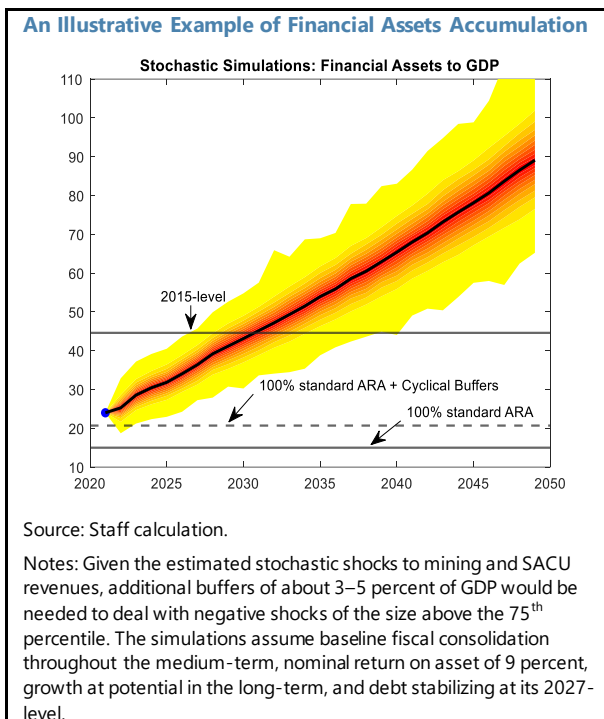 An Illustrative Example of Financial Assets Accumulation
Stochastic Simulations: Financial Assets to GDP
110
100
90
80
70
60
50
2015-level
40
30
100% standard ARA + Cyclical Buffers
100% standard ARA
20
10
2020 2025 2030 2035 2040 2045 2050
Source: Staff calculation.
Notes: Given the estimated stochastic shocks to mining and SACU
revenues, additional buffers of about 3–5 percent of GDP would be
needed to deal with negative shocks of the size above the 75th
percentile. The simulations assume baseline fiscal consolidation
throughout the medium-term, nominal return on asset of 9 percent,
growth at potential in the long-term, and debt stabilizing at its 2027-
level.